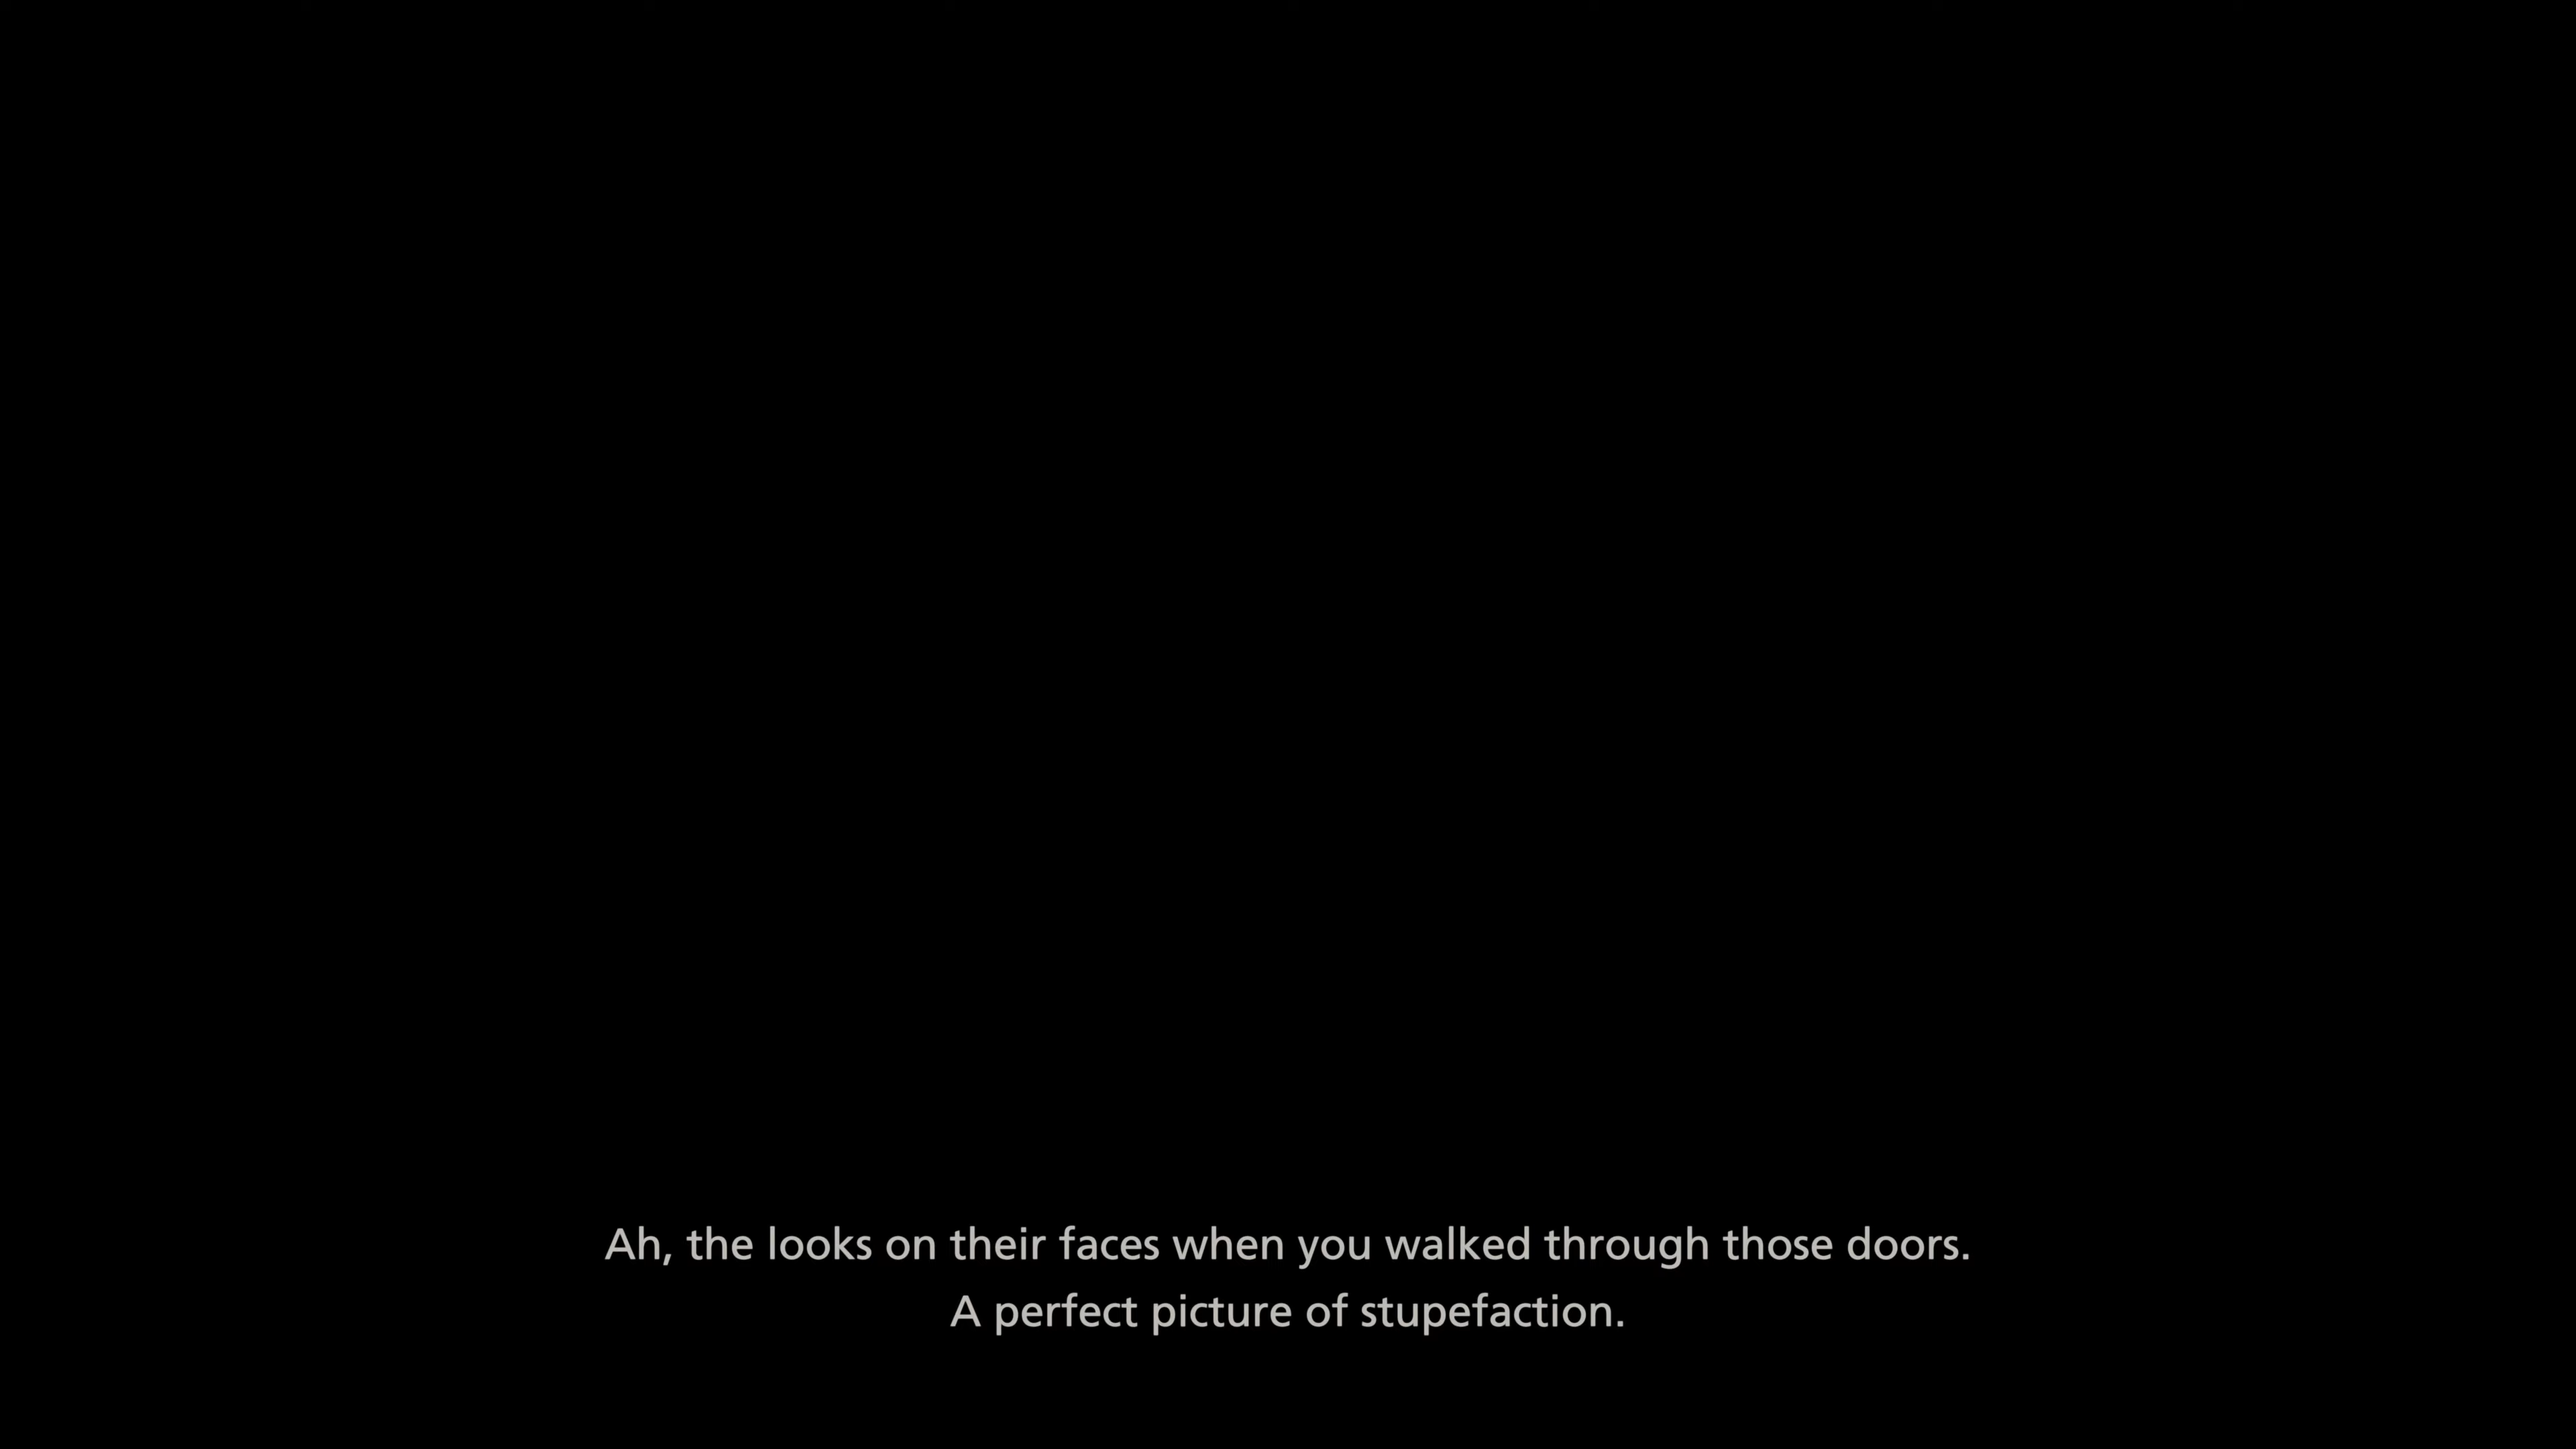 Ah, the looks on their faces when you walked through those doors.
A perfect picture of stupefaction.